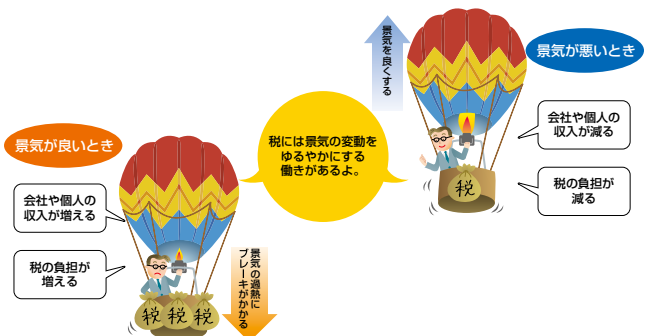 景気が良いとき
会社や個人の
収入が増える
税の負担が
増える
税
税
税
景気の過熱に
ブレーキがかかる
税には景気の変動を
ゆるやかにする
働きがあるよ。
景気を良くする
景気が悪いとき
会社や個人の
収入が減る
税の負担が
減る
税